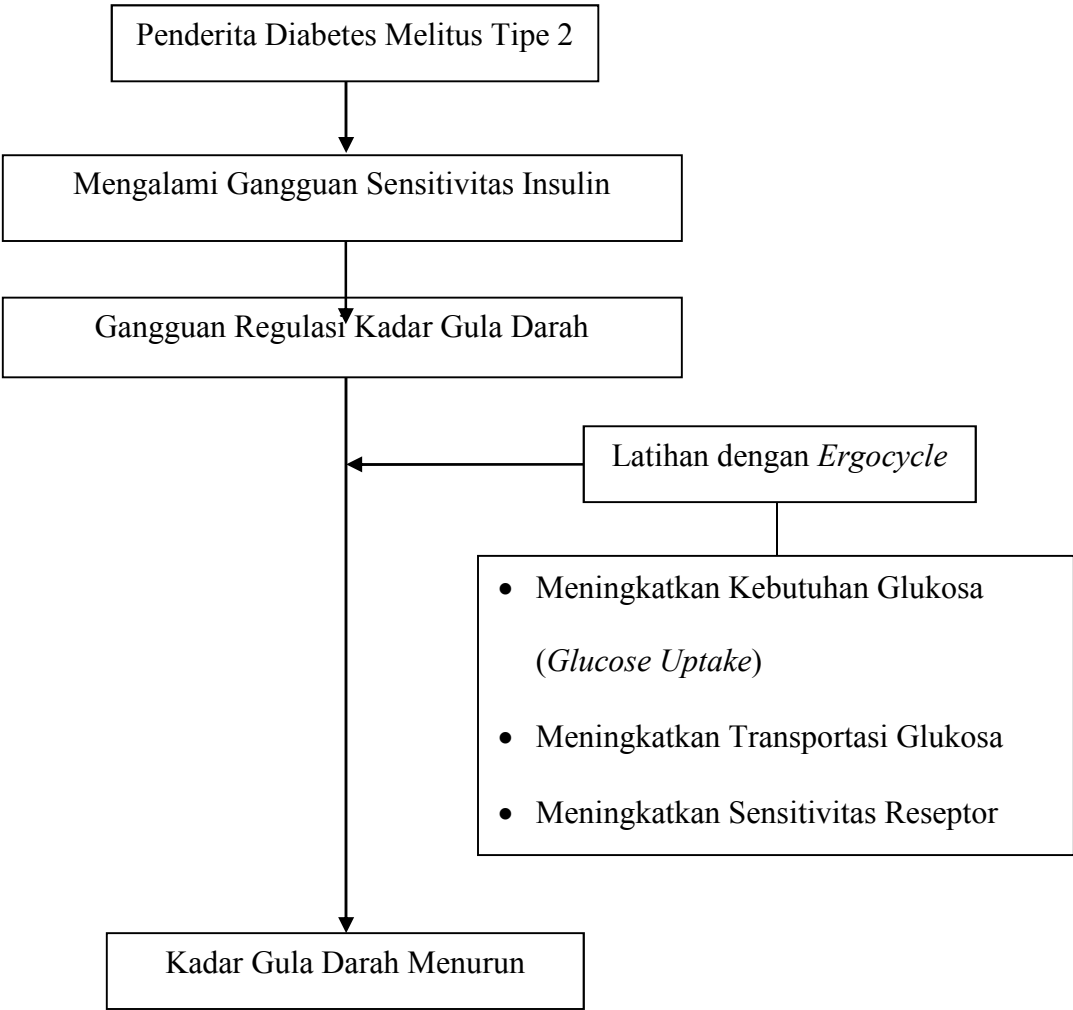 Penderita Diabetes Melitus Tipe 2
Mengalami Gangguan Sensitivitas Insulin
Gangguan Regulasi Kadar Gula Darah
Latihan dengan Ergocycle
• Meningkatkan Kebutuhan Glukosa
(Glucose Uptake)
• Meningkatkan Transportasi Glukosa
• Meningkatkan Sensitivitas Reseptor
Kadar Gula Darah Menurun